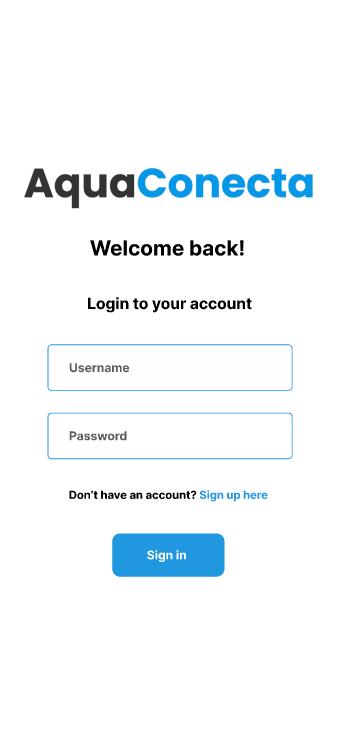 AquaConecta
Welcome back!
Login to your account
Username
Password
Don't have an account? Sign up here
Sign in